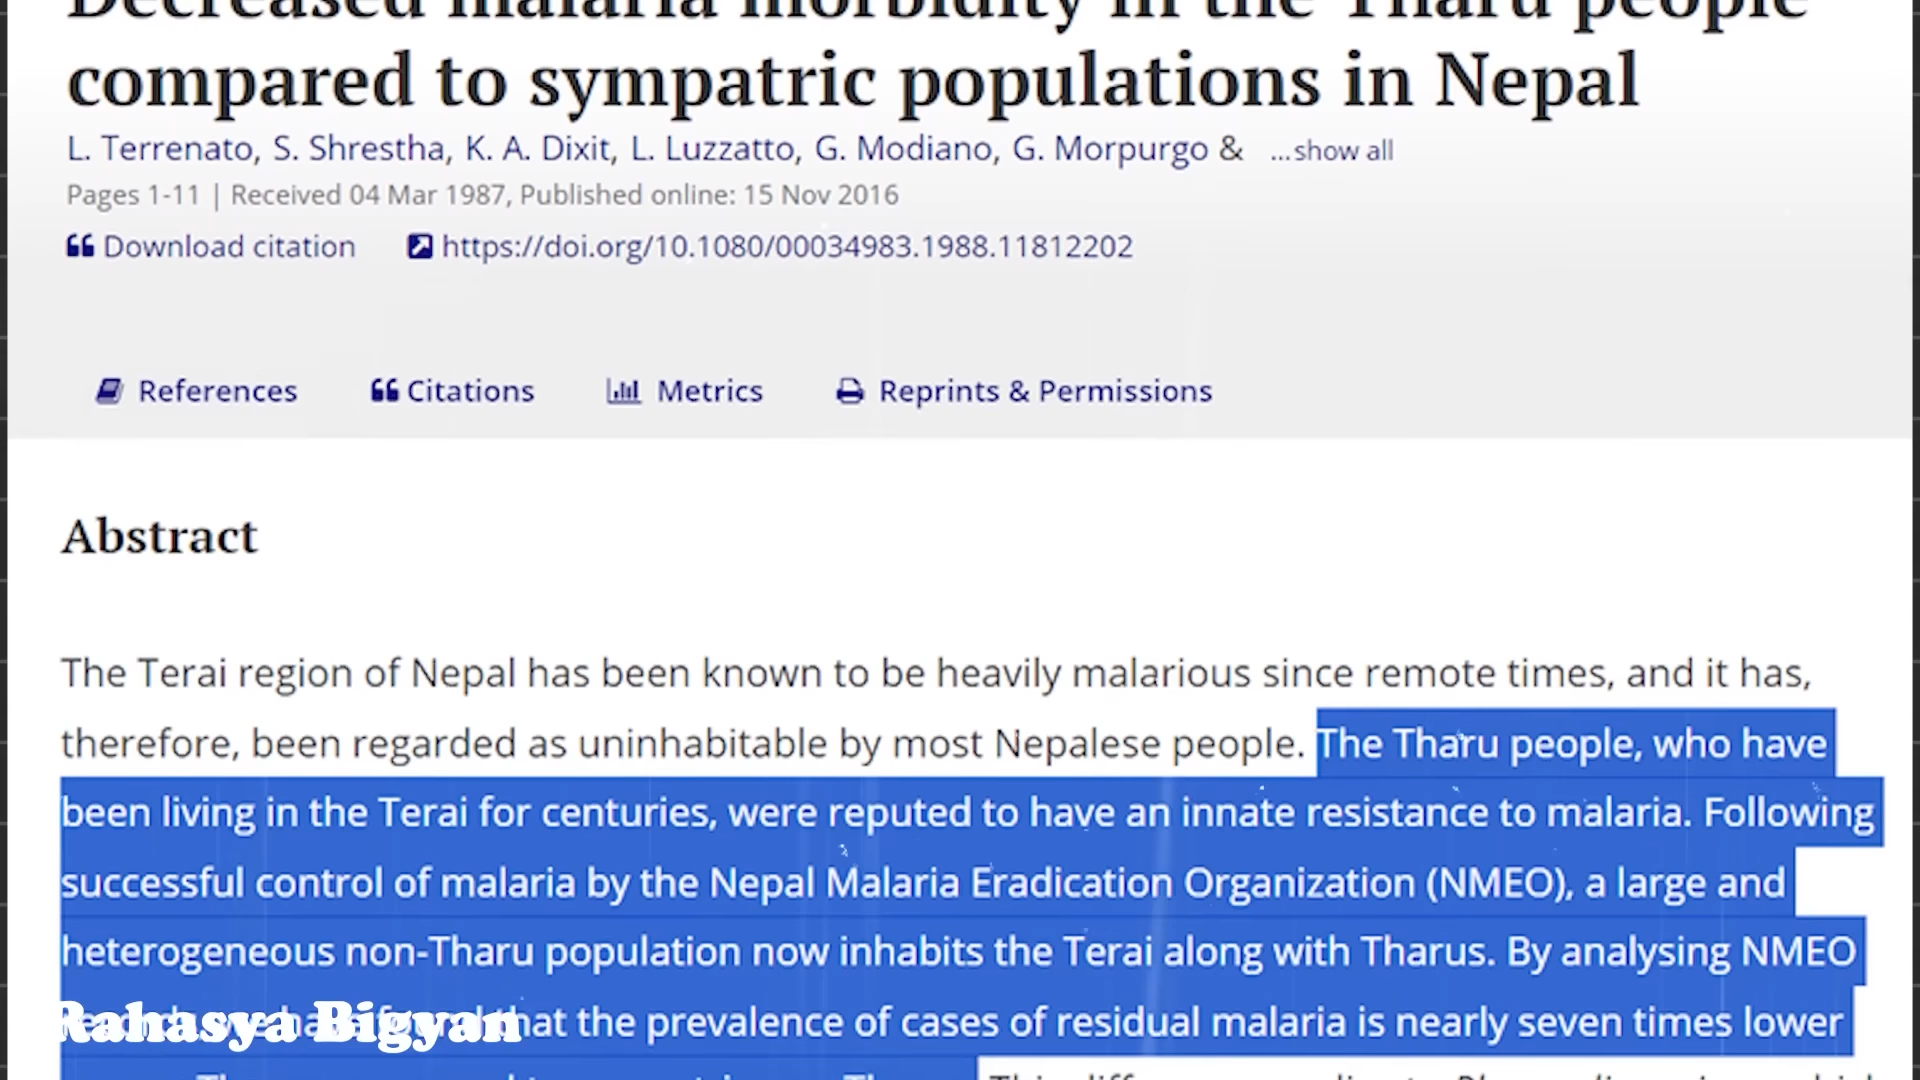 Decreased malaria morbidity in the Tharu people
compared to sympatric populations in Nepal
L. Terrenato, S. Shrestha, K. A. Dixit, L. Luzzatto, G. Modiano, G. Morpurgo & ...show all
Pages 1-11 | Received 04 Mar 1987, Published online: 15 Nov 2016
Download citation https://doi.org/10.1080/00034983.1988.11812202
References Citations Metrics Reprints & Permissions
Abstract
The Terai region of Nepal has been known to be heavily malarious since remote times, and it has,
therefore, been regarded as uninhabitable by most Nepalese people. The Tharu people, who have
been living in the Terai for centuries, were reputed to have an innate resistance to malaria. Following
successful control of malaria by the Nepal Malaria Eradication Organization (NMEO), a large and
heterogeneous non-Tharu population now inhabits the Terai along with Tharus. By analysing NMEO
that the prevalence of cases of residual malaria is nearly seven times lower
Rahasya Bigyan